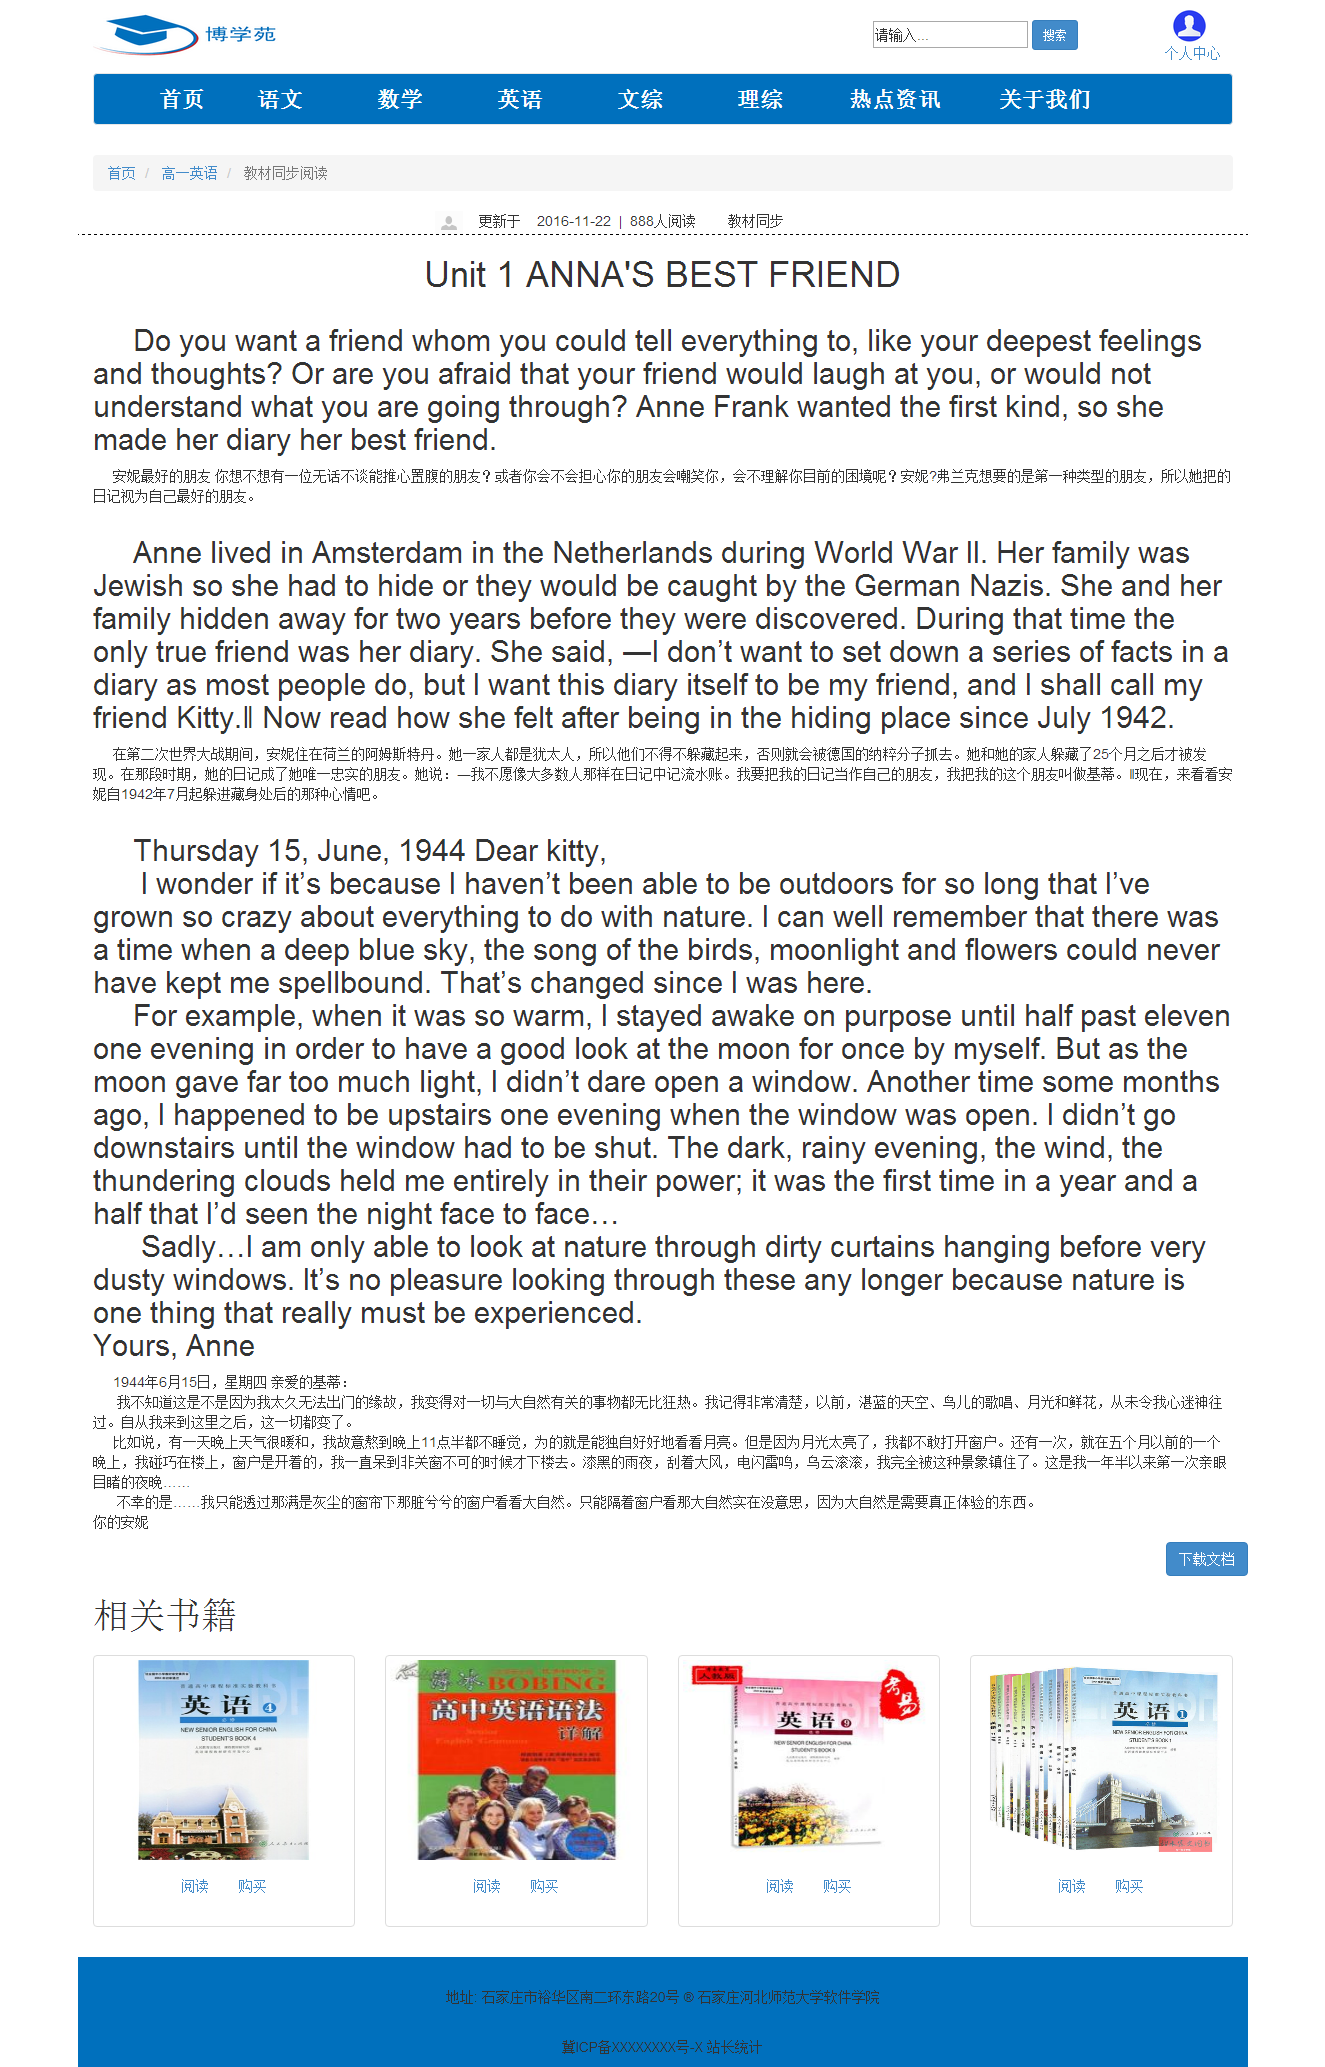 博学苑
请输入... 搜索
个人中心
首页 语文 数学 英语 文综 理综 热点资讯 关于我们
首页 / 高一英语 / 教材同步阅读
更新于 2016-11-22 | 888人阅读 教材同步
Unit 1 ANNA'S BEST FRIEND
Do you want a friend whom you could tell everything to, like your deepest feelings
and thoughts? Or are you afraid that your friend would laugh at you, or would not
understand what you are going through? Anne Frank wanted the first kind, so she
made her diary her best friend.
安妮最好的朋友 你想不想有一位无话不谈能推心置腹的朋友？或者你会不会担心你的朋友会嘲笑你，会不理解你目前的困境呢？安妮?弗兰克想要的是第一种类型的朋友，所以她把的
日记视为自己最好的朋友。
Anne lived in Amsterdam in the Netherlands during World War II. Her family was
Jewish so she had to hide or they would be caught by the German Nazis. She and her
family hidden away for two years before they were discovered. During that time the
only true friend was her diary. She said, ―I don’t want to set down a series of facts in a
diary as most people do, but I want this diary itself to be my friend, and I shall call my
friend Kitty.‖ Now read how she felt after being in the hiding place since July 1942.
在第二次世界大战期间，安妮住在荷兰的阿姆斯特丹。她一家人都是犹太人，所以他们不得不躲藏起来，否则就会被德国的纳粹分子抓去。她和她的家人躲藏了25个月之后才被发
现。在那段时期，她的日记成了她唯一忠实的朋友。她说：―我不愿像大多数人那样在日记中记流水账。我要把我的日记当作自己的朋友，我把我的这个朋友叫做基蒂。‖现在，来看看安
妮自1942年7月起躲进藏身处后的那种心情吧。
Thursday 15, June, 1944 Dear kitty,
I wonder if it’s because I haven’t been able to be outdoors for so long that I’ve
grown so crazy about everything to do with nature. I can well remember that there was
a time when a deep blue sky, the song of the birds, moonlight and flowers could never
have kept me spellbound. That’s changed since I was here.
For example, when it was so warm, I stayed awake on purpose until half past eleven
one evening in order to have a good look at the moon for once by myself. But as the
moon gave far too much light, I didn’t dare open a window. Another time some months
ago, I happened to be upstairs one evening when the window was open. I didn’t go
downstairs until the window had to be shut. The dark, rainy evening, the wind, the
thundering clouds held me entirely in their power; it was the first time in a year and a
half that I’d seen the night face to face…
Sadly…I am only able to look at nature through dirty curtains hanging before very
dusty windows. It’s no pleasure looking through these any longer because nature is
one thing that really must be experienced.
Yours, Anne
1944年6月15日，星期四 亲爱的基蒂：
我不知道这是不是因为我太久无法出门的缘故，我变得对一切与大自然有关的事物都无比狂热。我记得非常清楚，以前，湛蓝的天空、鸟儿的歌唱、月光和鲜花，从未令我心迷神往
过。自从我来到这里之后，这一切都变了。
比如说，有一天晚上天气很暖和，我故意熬到晚上11点半都不睡觉，为的就是能独自好好地看看月亮。但是因为月光太亮了，我都不敢打开窗户。还有一次，就在五个月以前的一个
晚上，我碰巧在楼上，窗户是开着的，我一直呆到非关窗不可的时候才下楼去。漆黑的雨夜，刮着大风，电闪雷鸣，乌云滚滚，我完全被这种景象镇住了。这是我一年半以来第一次亲眼
目睹的夜晚……
不幸的是……我只能透过那满是灰尘的窗帘下那脏兮兮的窗户看看大自然。只能隔着窗户看那大自然实在没意思，因为大自然是需要真正体验的东西。
你的安妮
下载文档
相关书籍
英语 4
NEW SENIOR ENGLISH FOR CHINA
STUDENT'S BOOK 4
BOBING
高中英语语法
详解
人教版
英语 9
NEW SENIOR ENGLISH FOR CHINA
STUDENT'S BOOK 9
英语 1
NEW SENIOR ENGLISH FOR CHINA
STUDENT'S BOOK 1
阅读 购买 阅读 购买 阅读 购买 阅读 购买
地址: 石家庄市裕华区南二环东路20号 ® 石家庄河北师范大学软件学院
冀ICP备XXXXXXXX号-X 站长统计